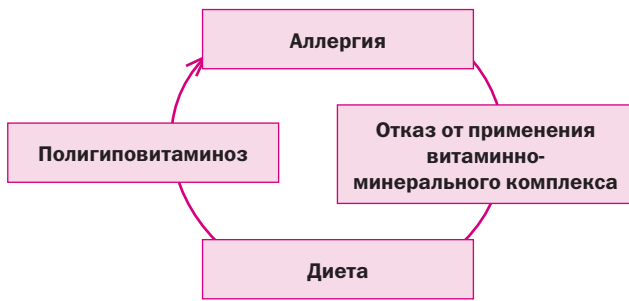 Аллергия
Отказ от применения
витаминно-
минерального комплекса
Диета
Полигиповитаминоз